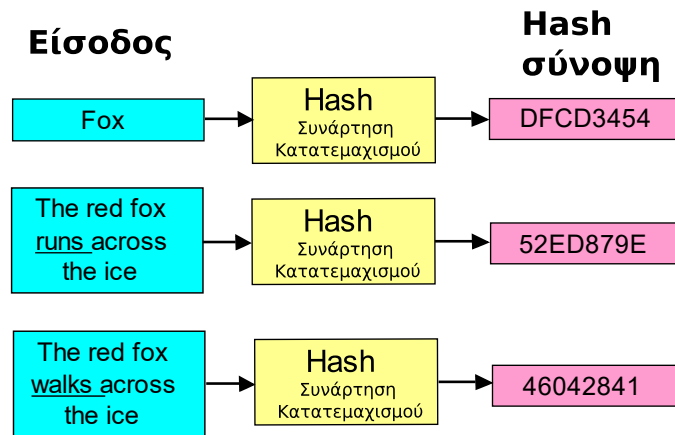 Είσοδος
Hash
σύνοψη
Fox
Hash
Συνάρτηση
Κατατεμαχισμού
DFCD3454
The red fox
runs across
the ice
Hash
Συνάρτηση
Κατατεμαχισμού
52ED879E
The red fox
walks across
the ice
Hash
Συνάρτηση
Κατατεμαχισμού
46042841